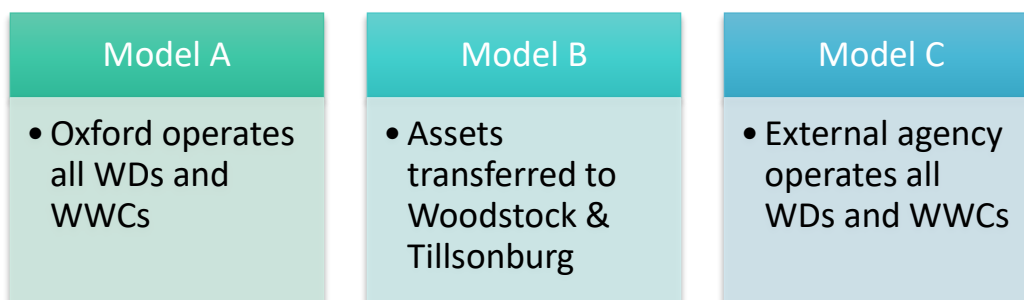 Model A
• Oxford operates
all WDs and
WWCs
Model B
• Assets
transferred to
Woodstock &
Tillsonburg
Model C
• External agency
operates all
WDs and WWCs